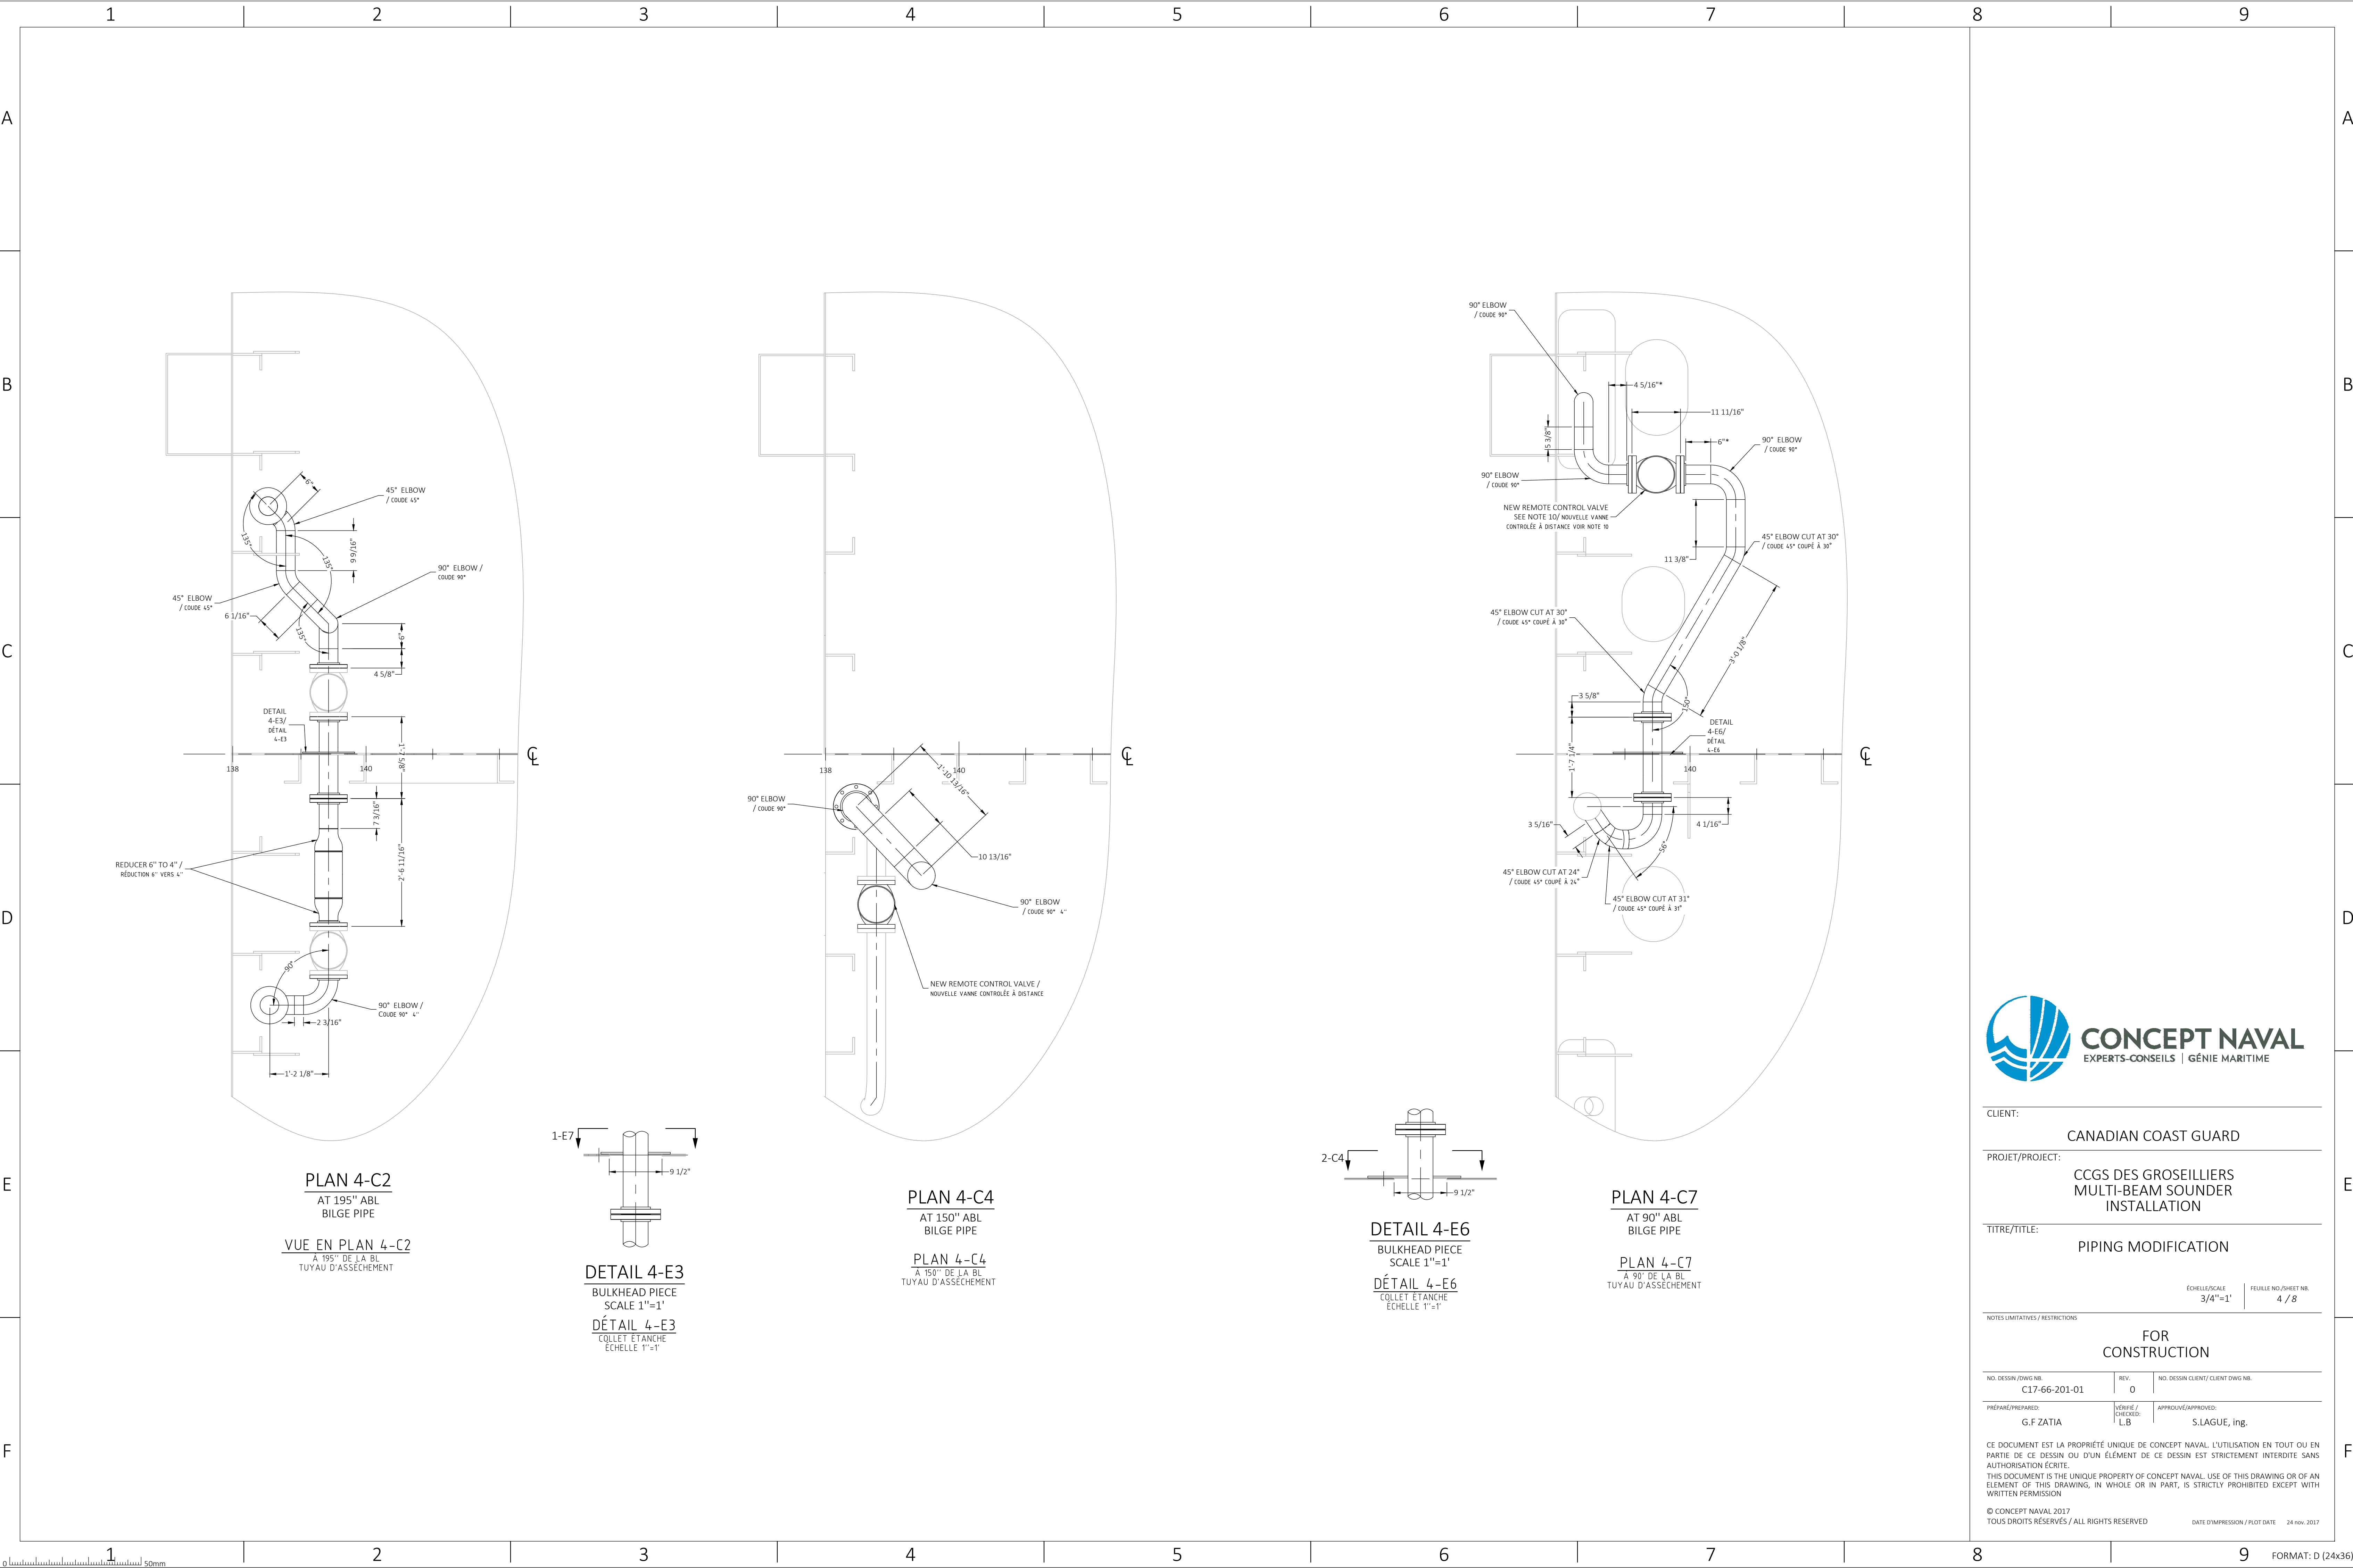 1 2 3 4 5 6 7 8 9
A
A
B
B
C
C
D
D
E
E
F
F
6"
45° ELBOW
/ COUDE 45°
135°
135°
9 9/16"
90° ELBOW /
COUDE 90°
45° ELBOW
/ COUDE 45°
6 1/16"
135°
6"
4 5/8"
DETAIL
4-E3/
DÉTAIL
4-E3
1'-7 5/8"
138
140
℄
7 3/16"
2'-6 11/16"
REDUCER 6" TO 4" /
RÉDUCTION 6'' VERS 4''
90°
90° ELBOW /
COUDE 90° 4''
2 3/16"
1'-2 1/8"
PLAN 4-C2
AT 195" ABL
BILGE PIPE
VUE EN PLAN 4-C2
À 195'' DE LA BL
TUYAU D'ASSÈCHEMENT
1-E7
9 1/2"
DETAIL 4-E3
BULKHEAD PIECE
SCALE 1"=1'
DÉTAIL 4-E3
COLLET ÉTANCHE
ÉCHELLE 1''=1'
138
140
℄
1'-10 13/16"
90° ELBOW
/ COUDE 90°
10 13/16"
90° ELBOW
/ COUDE 90° 4''
NEW REMOTE CONTROL VALVE /
NOUVELLE VANNE CONTROLÉE À DISTANCE
PLAN 4-C4
AT 150" ABL
BILGE PIPE
PLAN 4-C4
À 150'' DE LA BL
TUYAU D'ASSÈCHEMENT
90° ELBOW
/ COUDE 90°
4 5/16"*
11 11/16"
5 3/8"
6"*
90° ELBOW
/ COUDE 90°
90° ELBOW
/ COUDE 90°
NEW REMOTE CONTROL VALVE
SEE NOTE 10/ NOUVELLE VANNE
CONTROLÉE À DISTANCE VOIR NOTE 10
11 3/8"
45° ELBOW CUT AT 30°
/ COUDE 45° COUPÉ À 30°
45° ELBOW CUT AT 30°
/ COUDE 45° COUPÉ À 30°
3'-0 1/8"
3 5/8"
150°
DETAIL
4-E6/
DÉTAIL
4-E6
1'-7 1/4"
140
℄
3 5/16"
4 1/16"
56°
45° ELBOW CUT AT 24°
/ COUDE 45° COUPÉ À 24°
45° ELBOW CUT AT 31°
/ COUDE 45° COUPÉ À 31°
2-C4
9 1/2"
DETAIL 4-E6
BULKHEAD PIECE
SCALE 1"=1'
DÉTAIL 4-E6
COLLET ÉTANCHE
ÉCHELLE 1''=1'
PLAN 4-C7
AT 90" ABL
BILGE PIPE
PLAN 4-C7
À 90' DE LA BL
TUYAU D'ASSÈCHEMENT
CONCEPT NAVAL
EXPERTS-CONSEILS | GÉNIE MARITIME
CLIENT:
CANADIAN COAST GUARD
PROJET/PROJECT:
CCGS DES GROSEILLIERS
MULTI-BEAM SOUNDER
INSTALLATION
TITRE/TITLE:
PIPING MODIFICATION
ÉCHELLE/SCALE
3/4"=1'
FEUILLE NO./SHEET NB.
4 / 8
NOTES LIMITATIVES / RESTRICTIONS
FOR
CONSTRUCTION
NO. DESSIN /DWG NB.
C17-66-201-01
REV.
0
NO. DESSIN CLIENT/ CLIENT DWG NB.
PRÉPARÉ/PREPARED:
G.F ZATIA
VÉRIFIÉ /
CHECKED:
L.B
APPROUVÉ/APPROVED:
S.LAGUE, ing.
CE DOCUMENT EST LA PROPRIÉTÉ UNIQUE DE CONCEPT NAVAL. L'UTILISATION EN TOUT OU EN
PARTIE DE CE DESSIN OU D'UN ÉLÉMENT DE CE DESSIN EST STRICTEMENT INTERDITE SANS
AUTHORISATION ÉCRITE.
THIS DOCUMENT IS THE UNIQUE PROPERTY OF CONCEPT NAVAL. USE OF THIS DRAWING OR OF AN
ELEMENT OF THIS DRAWING, IN WHOLE OR IN PART, IS STRICTLY PROHIBITED EXCEPT WITH
WRITTEN PERMISSION
© CONCEPT NAVAL 2017
TOUS DROITS RÉSERVÉS / ALL RIGHTS RESERVED
DATE D'IMPRESSION / PLOT DATE 24 nov. 2017
1 2 3 4 5 6 7 8 9
0 50mm
FORMAT: D (24x36)